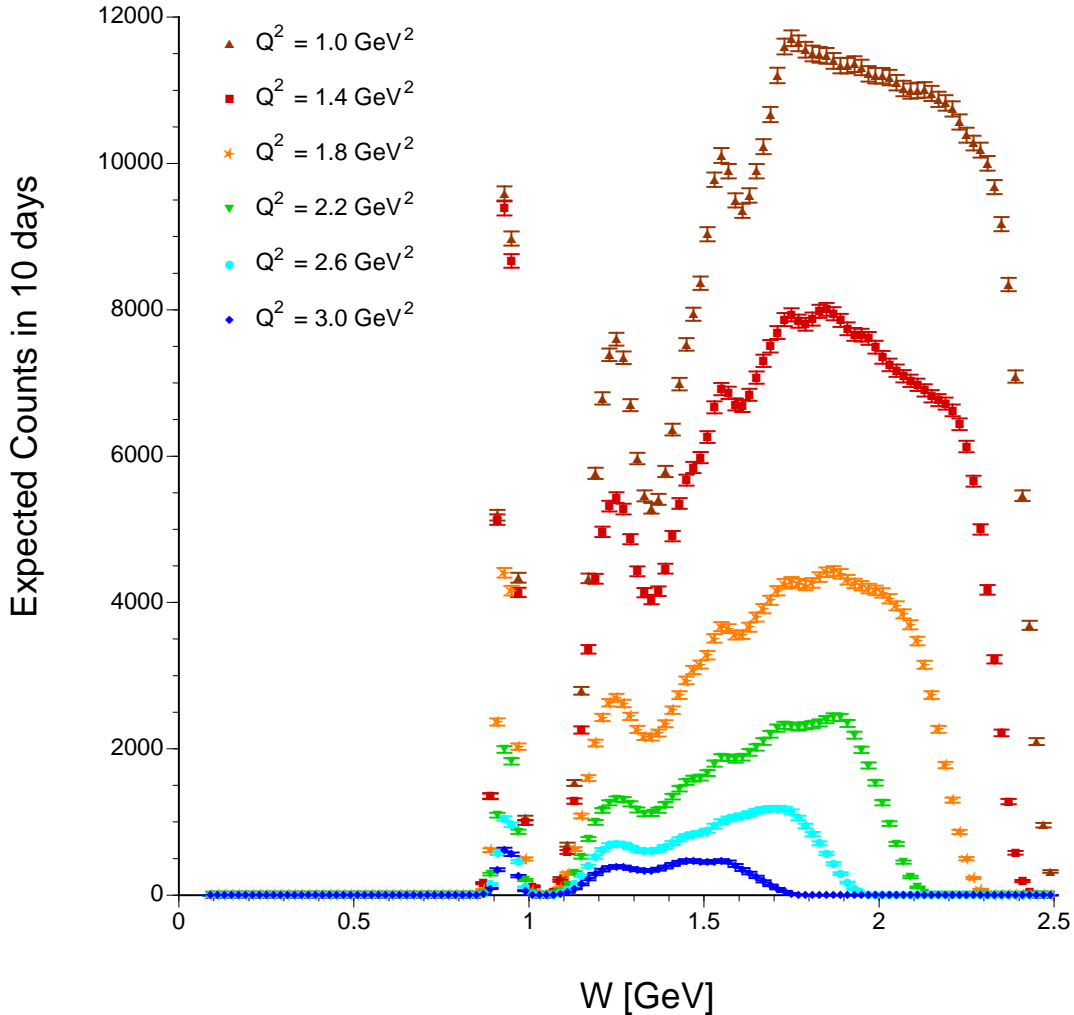 12000
10000
8000
6000
4000
2000
0
Expected Counts in 10 days
Q² = 1.0 GeV²
Q² = 1.4 GeV²
Q² = 1.8 GeV²
Q² = 2.2 GeV²
Q² = 2.6 GeV²
Q² = 3.0 GeV²
0 0.5 1 1.5 2 2.5
W [GeV]